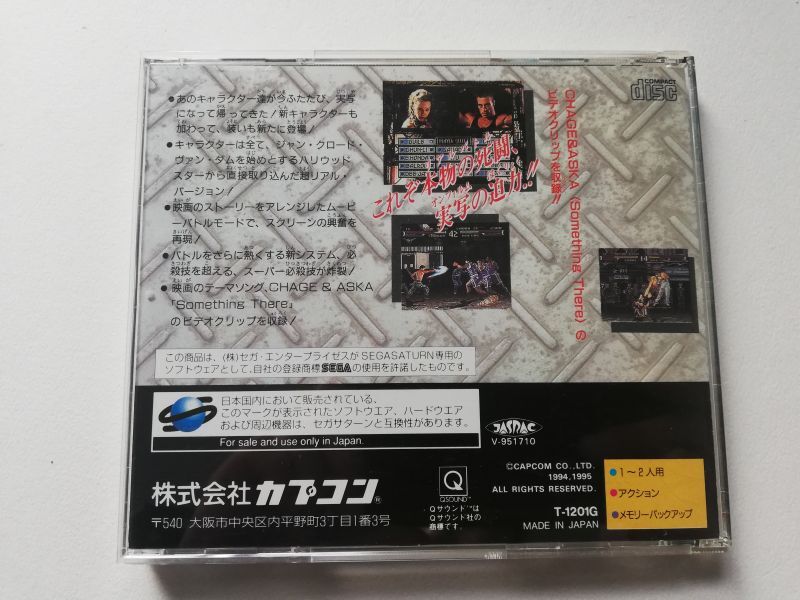 ●あのキャラクター達が今ふたたび、実写
になって帰ってきた!新キャラクターも
加わって、装いも新たに登場!
●キャラクターは全て、ジャン・クロード・
ヴァン・ダムを始めとするハリウッド
スターから直接取り込んだ超リアル・
バージョン!
●映画のストーリーをアレンジしたムービ
ーバトルモードで、スクリーンの興奮を
再現!
●バトルをさらに熱くする新システム、必
殺技を超える、スーパー必殺技が炸裂!
●映画のテーマソング、CHAGE & ASKA
「Something There」
のビデオクリップを収録!
これぞ本物の死闘、
実写の迫力!!
COMPACT
disc
CHAGE&ASKA《Something There》の
ビデオクリップを収録!!
この商品は、(株)セガ・エンタープライゼスがSEGASATURN専用の
ソフトウェアとして、自社の登録商標SEGAの使用を許諾したものです。
日本国内において販売されている、
このマークが表示されたソフトウエア、ハードウエア
および周辺機器は、セガサターンと互換性があります。
For sale and use only in Japan.
JASRAC
V-951710
株式会社 カプコン®
〒540 大阪市中央区内平野町3丁目1番3号
Q
QSOUND™
Qサウンド™は
Qサウンド社の
商標です。
©CAPCOM CO., LTD.
1994,1995
ALL RIGHTS RESERVED.
T-1201G
MADE IN JAPAN
●1〜2人用
●アクション
●メモリーバックアップ